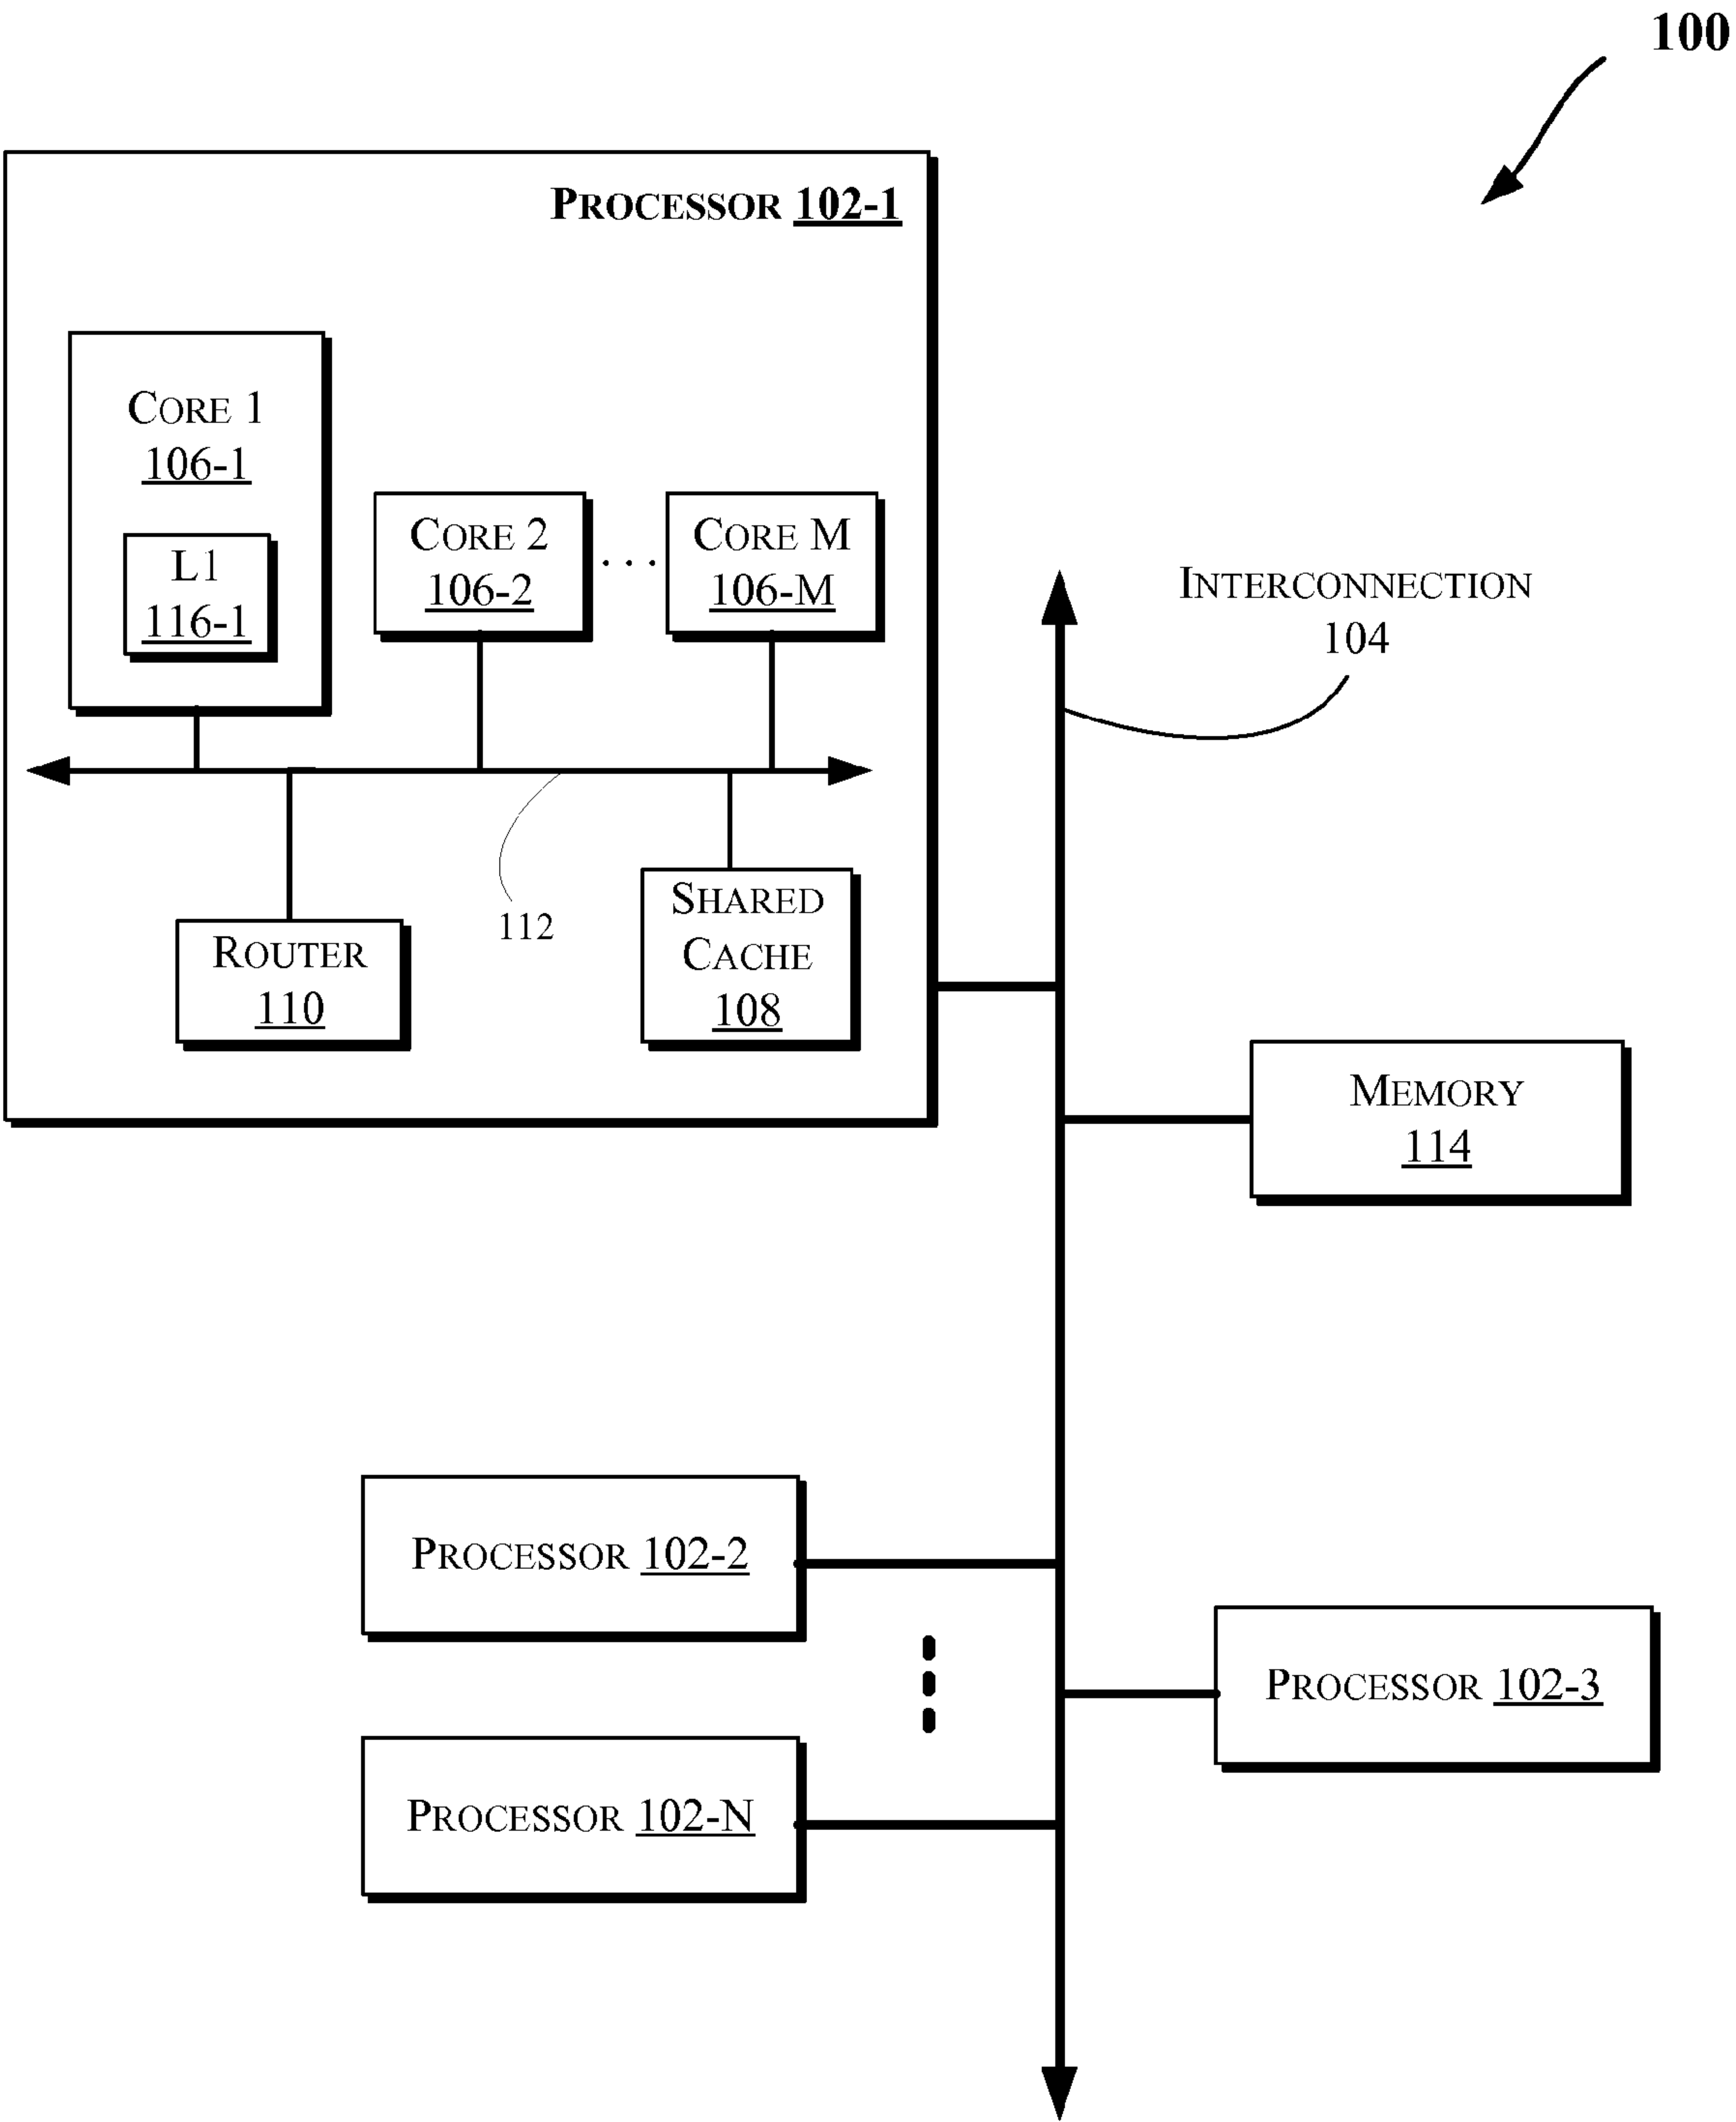 100
PROCESSOR 102-1
CORE 1
106-1
L1
116-1
CORE 2
106-2
. . .
CORE M
106-M
INTERCONNECTION
104
112
ROUTER
110
SHARED
CACHE
108
MEMORY
114
PROCESSOR 102-2
PROCESSOR 102-3
PROCESSOR 102-N